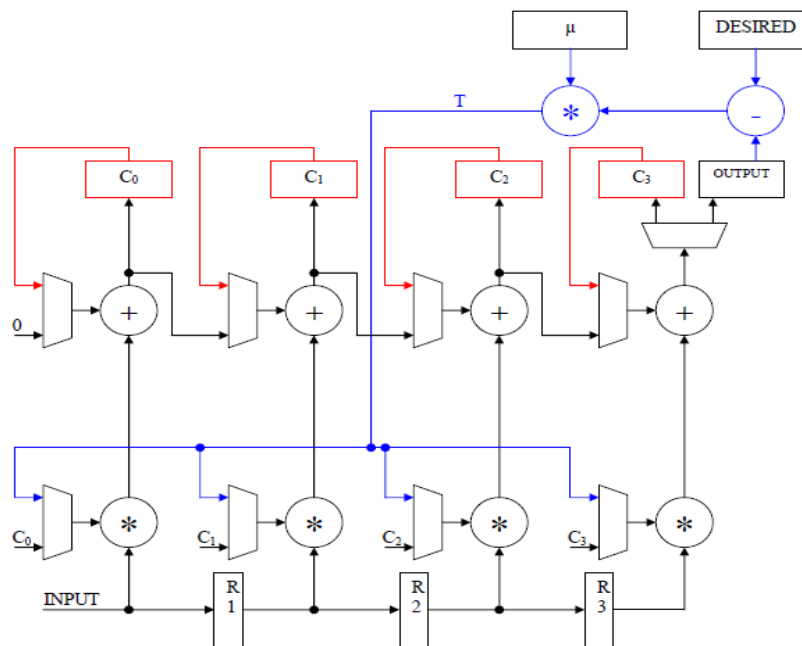 μ
DESIRED
T
*
-
C₀
C₁
C₂
C₃
OUTPUT
+
+
+
+
0
*
*
*
*
C₀
C₁
C₂
C₃
INPUT
R
1
R
2
R
3